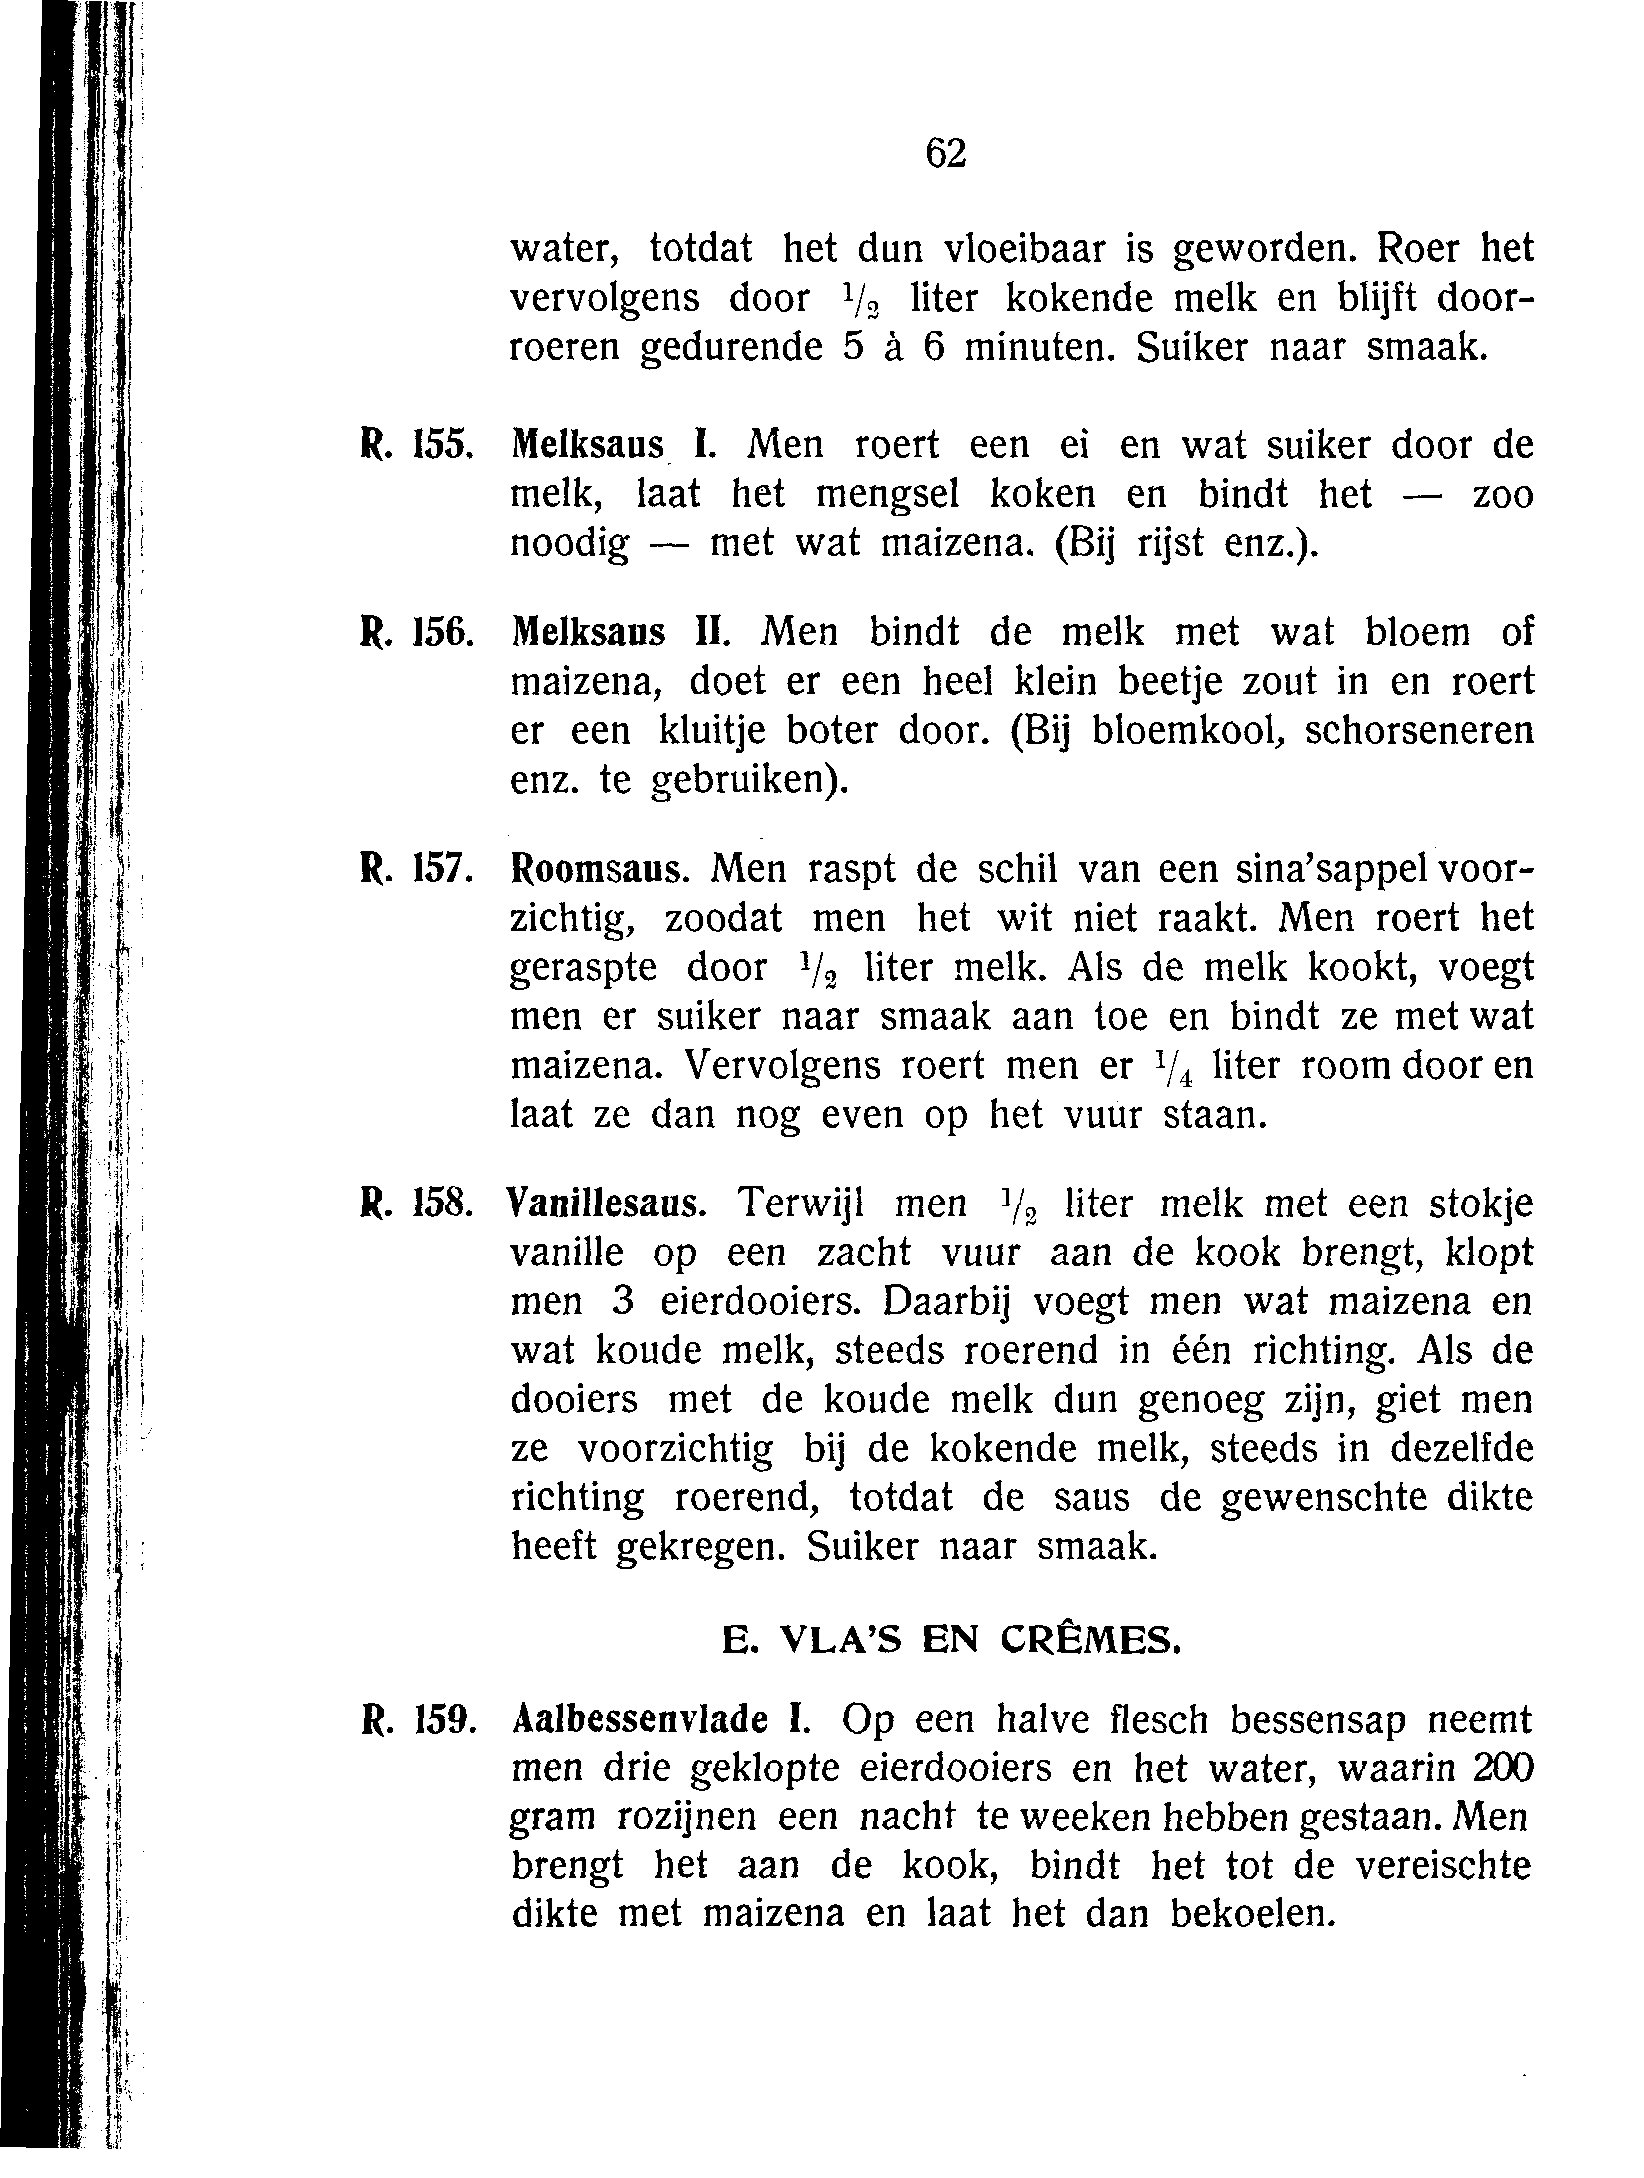 62
water, totdat het dun vloeibaar is geworden. Roer het
vervolgens door 1/2 liter kokende melk en blijft door-
roeren gedurende 5 à 6 minuten. Suiker naar smaak.
R. 155. Melksaus I. Men roert een ei en wat suiker door de
melk, laat het mengsel koken en bindt het — zoo
noodig — met wat maizena. (Bij rijst enz.).
R. 156. Melksaus II. Men bindt de melk met wat bloem of
maizena, doet er een heel klein beetje zout in en roert
er een kluitje boter door. (Bij bloemkool, schorseneren
enz. te gebruiken).
R. 157. Roomsaus. Men raspt de schil van een sina'sappel voor-
zichtig, zoodat men het wit niet raakt. Men roert het
geraspte door 1/2 liter melk. Als de melk kookt, voegt
men er suiker naar smaak aan toe en bindt ze met wat
maizena. Vervolgens roert men er 1/4 liter room door en
laat ze dan nog even op het vuur staan.
R. 158. Vanillesaus. Terwijl men 1/2 liter melk met een stokje
vanille op een zacht vuur aan de kook brengt, klopt
men 3 eierdooiers. Daarbij voegt men wat maizena en
wat koude melk, steeds roerend in één richting. Als de
dooiers met de koude melk dun genoeg zijn, giet men
ze voorzichtig bij de kokende melk, steeds in dezelfde
richting roerend, totdat de saus de gewenschte dikte
heeft gekregen. Suiker naar smaak.
E. VLA'S EN CRÊMES.
R. 159. Aalbessenvlade I. Op een halve flesch bessensap neemt
men drie geklopte eierdooiers en het water, waarin 200
gram rozijnen een nacht te weeken hebben gestaan. Men
brengt het aan de kook, bindt het tot de vereischte
dikte met maizena en laat het dan bekoelen.